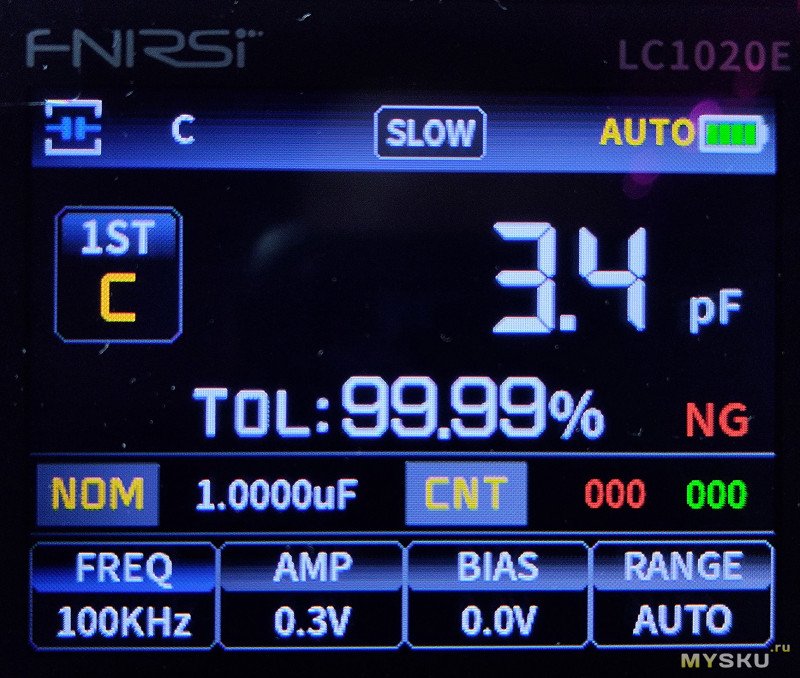 FNIRSI
LC1020E
C SLOW AUTO
1ST
C
3.4 pF
TOL:99.99% NG
NOM 1.0000uF CNT 000 000
FREQ AMP BIAS RANGE
100KHz 0.3V 0.0V AUTO
MYSKU.ru